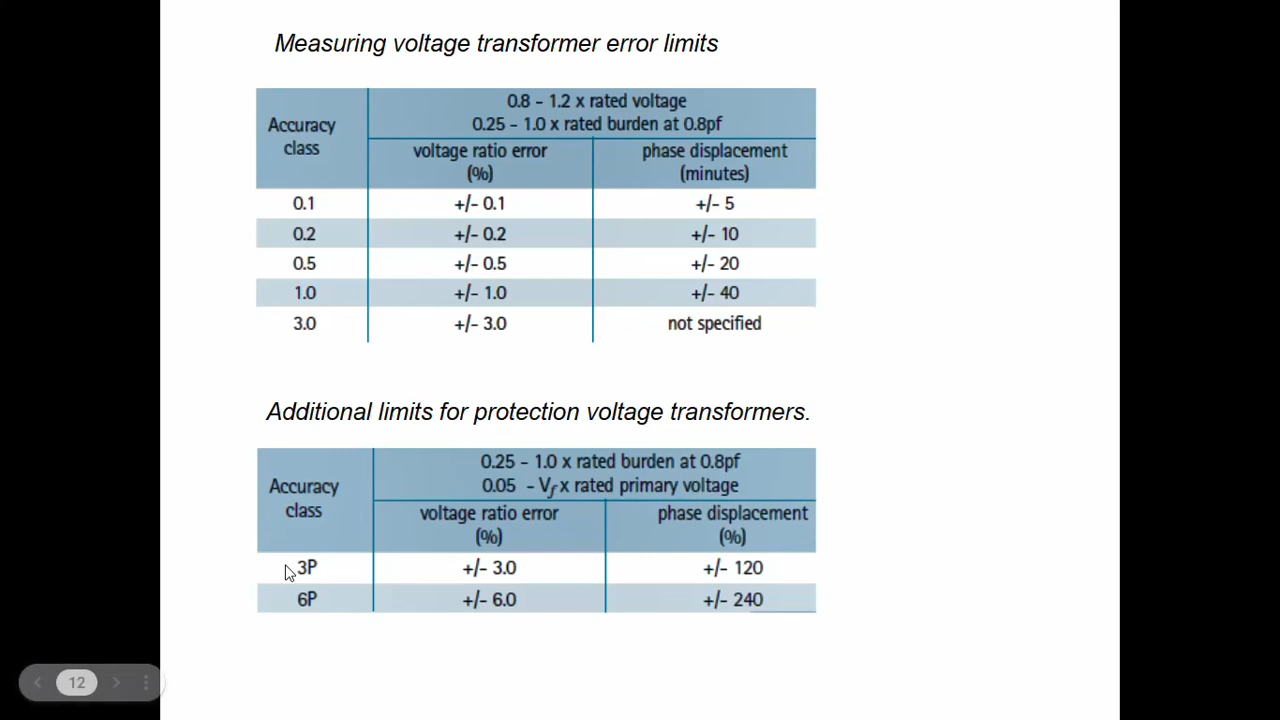 Measuring voltage transformer error limits
Accuracy class
0.8 - 1.2 x rated voltage
0.25 - 1.0 x rated burden at 0.8pf
voltage ratio error (%)
phase displacement (minutes)
0.1 +/- 0.1 +/- 5
0.2 +/- 0.2 +/- 10
0.5 +/- 0.5 +/- 20
1.0 +/- 1.0 +/- 40
3.0 +/- 3.0 not specified
Additional limits for protection voltage transformers.
Accuracy class
0.25 - 1.0 x rated burden at 0.8pf
0.05 - Vf x rated primary voltage
voltage ratio error (%)
phase displacement (%)
3P +/- 3.0 +/- 120
6P +/- 6.0 +/- 240
12